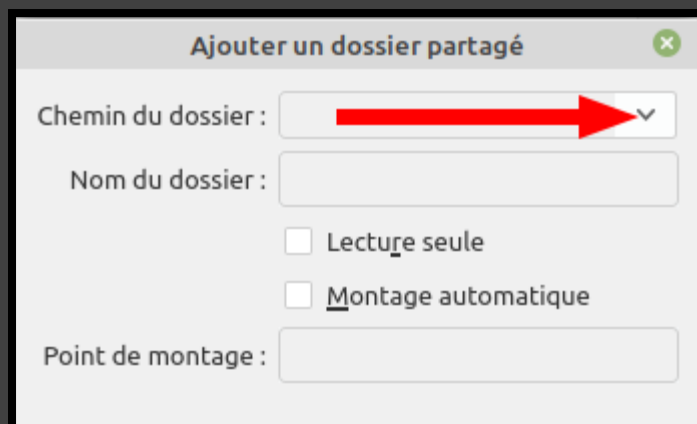 Ajouter un dossier partagé
Chemin du dossier :
Nom du dossier :
Lecture seule
Montage automatique
Point de montage :